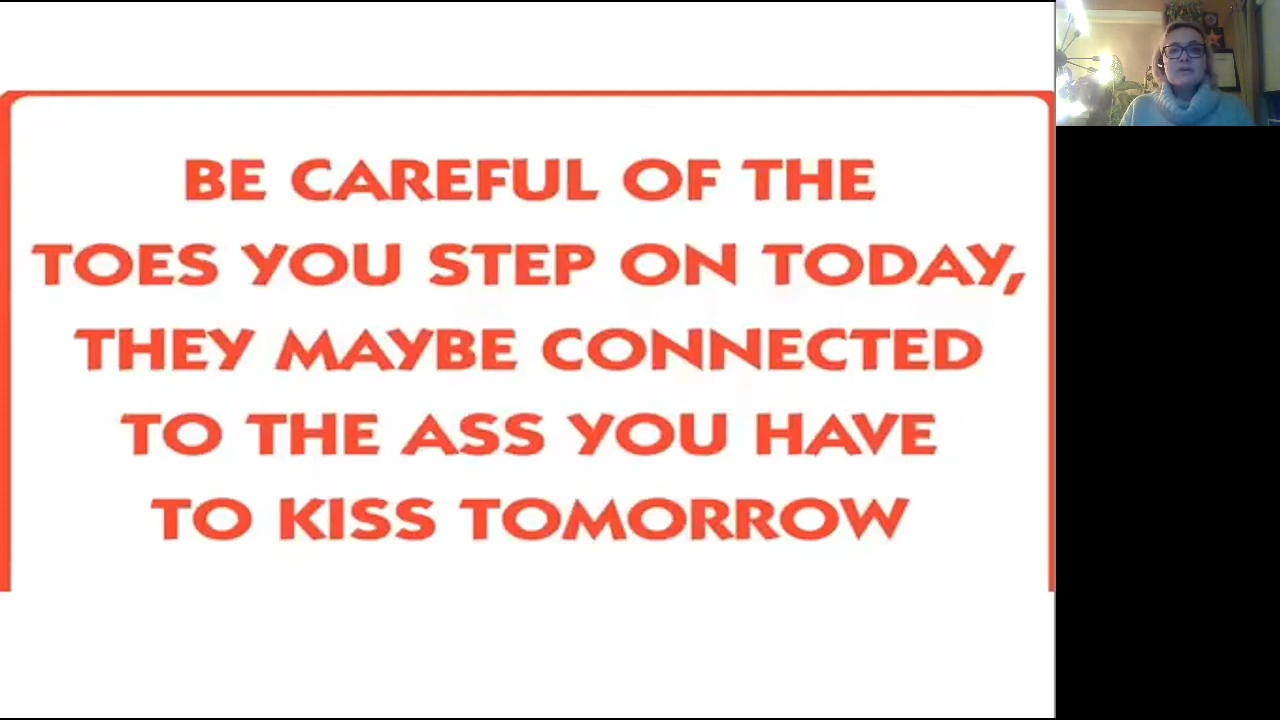 BE CAREFUL OF THE
TOES YOU STEP ON TODAY,
THEY MAYBE CONNECTED
TO THE ASS YOU HAVE
TO KISS TOMORROW